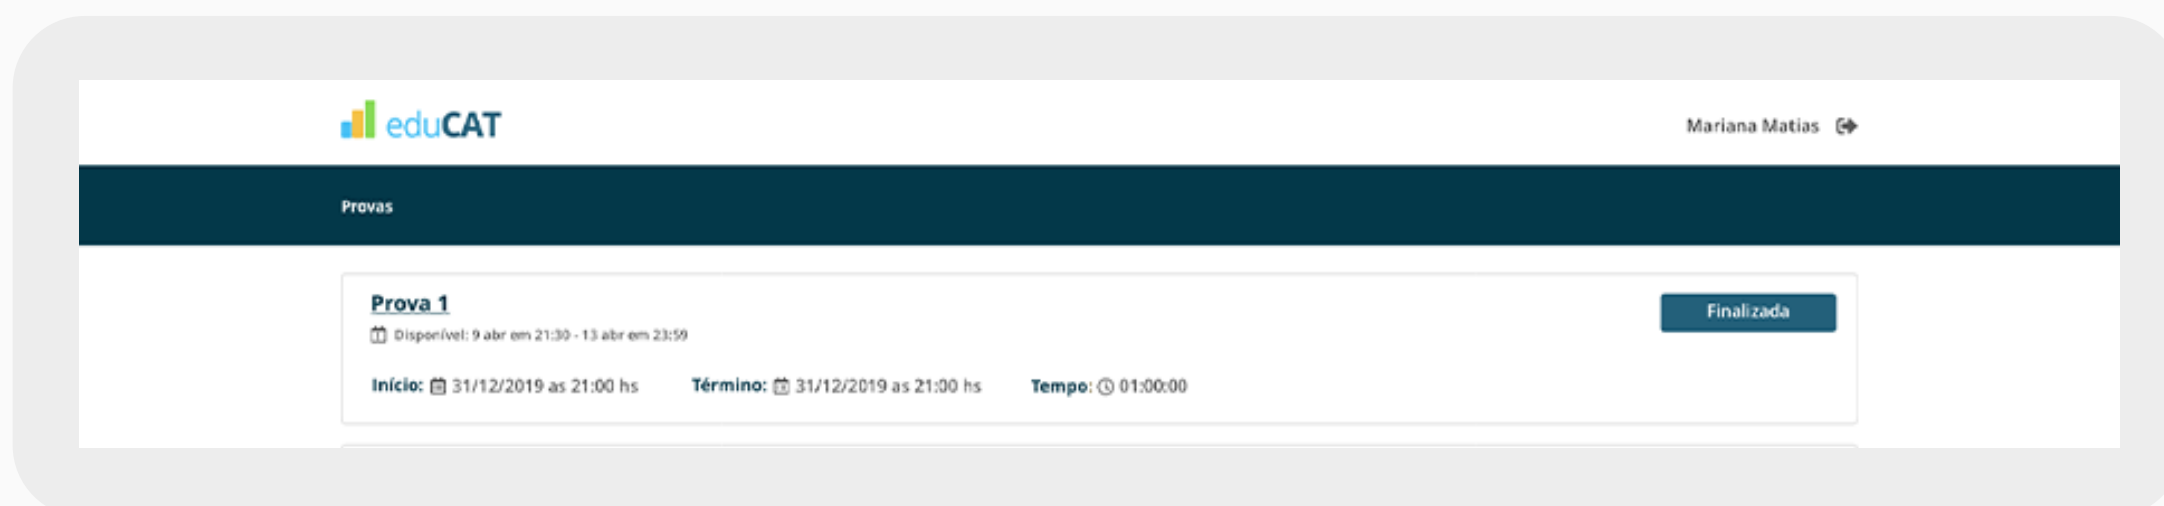 eduCAT
Mariana Matias
Provas
Prova 1
Finalizada
Disponível: 9 abr em 21:30 - 13 abr em 23:59
Início: 31/12/2019 as 21:00 hs Término: 31/12/2019 as 21:00 hs Tempo: 01:00:00